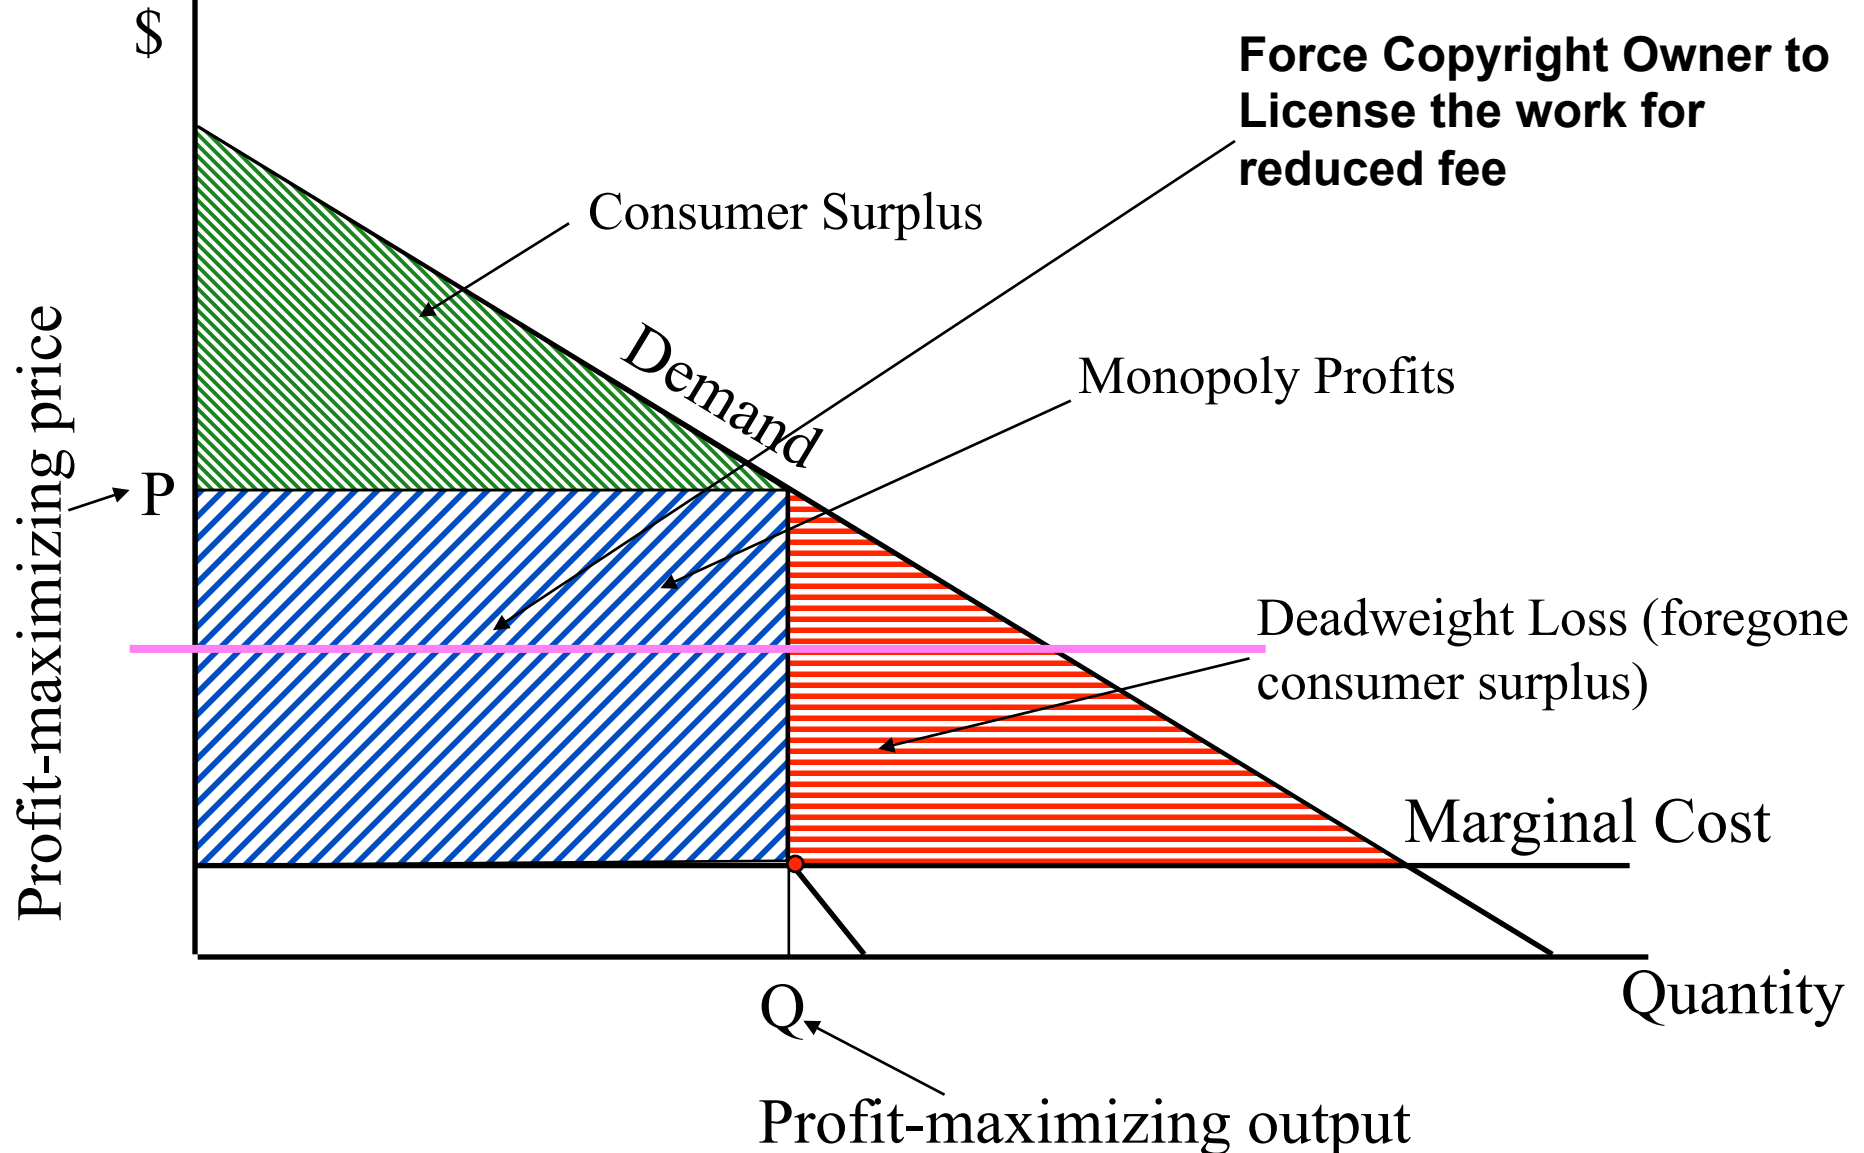 $
Force Copyright Owner to
License the work for
reduced fee
Consumer Surplus
Demand
Monopoly Profits
Profit-maximizing price
P
Deadweight Loss (foregone
consumer surplus)
Marginal Cost
Quantity
Q
Profit-maximizing output